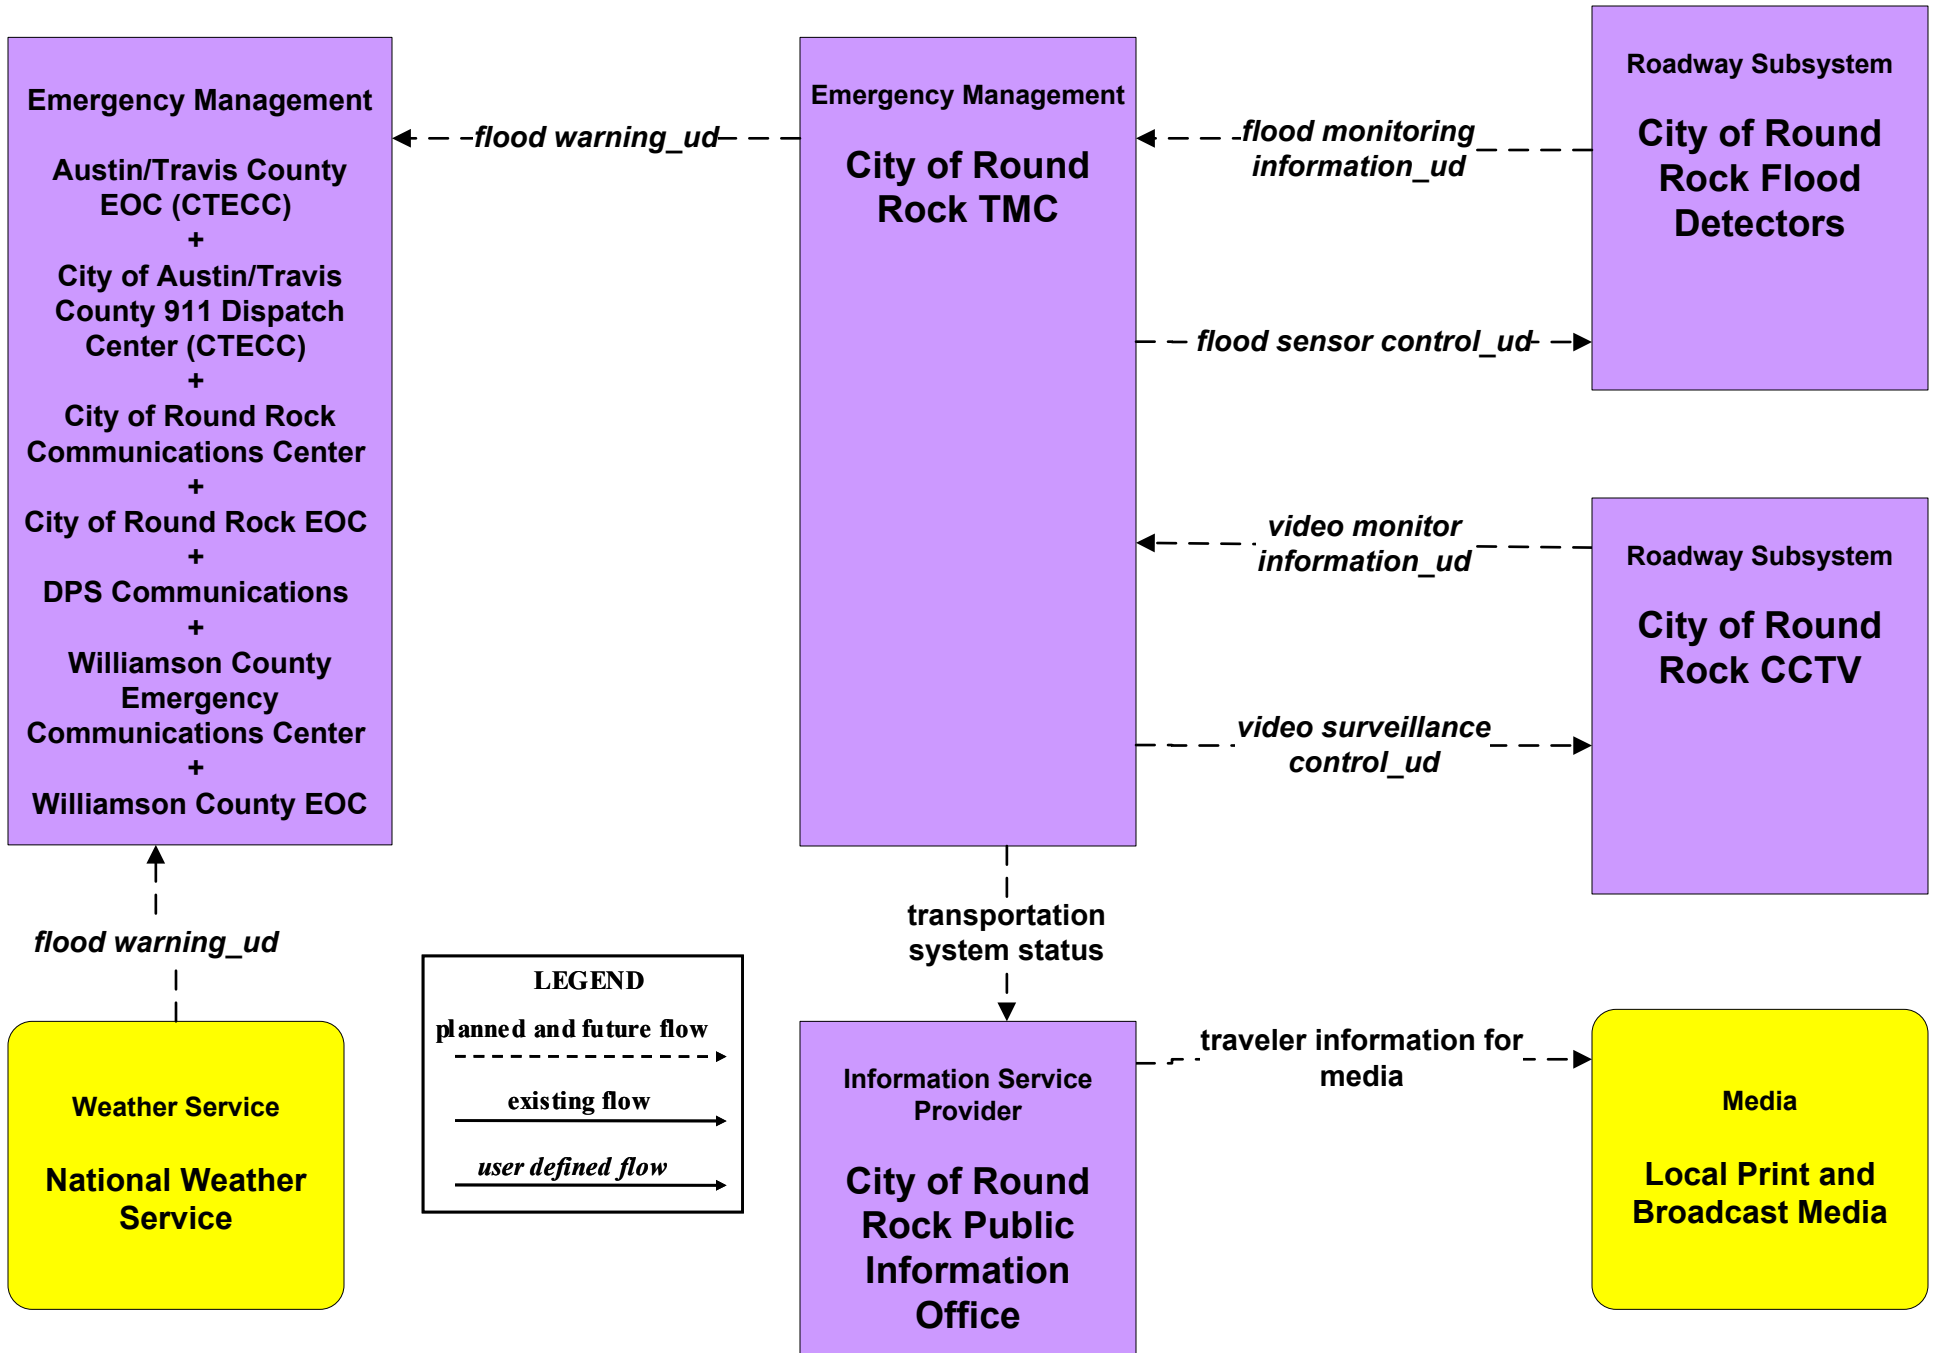 Emergency Management
Austin/Travis County
EOC (CTECC)
+
City of Austin/Travis
County 911 Dispatch
Center (CTECC)
+
City of Round Rock
Communications Center
+
City of Round Rock EOC
+
DPS Communications
+
Williamson County
Emergency
Communications Center
+
Williamson County EOC
flood warning_ud
Emergency Management
City of Round
Rock TMC
flood monitoring
information_ud
Roadway Subsystem
City of Round
Rock Flood
Detectors
flood sensor control_ud
video monitor
information_ud
Roadway Subsystem
City of Round
Rock CCTV
video surveillance
control_ud
flood warning_ud
Weather Service
National Weather
Service
LEGEND
planned and future flow
existing flow
user defined flow
transportation
system status
Information Service
Provider
City of Round
Rock Public
Information
Office
traveler information for
media
Media
Local Print and
Broadcast Media